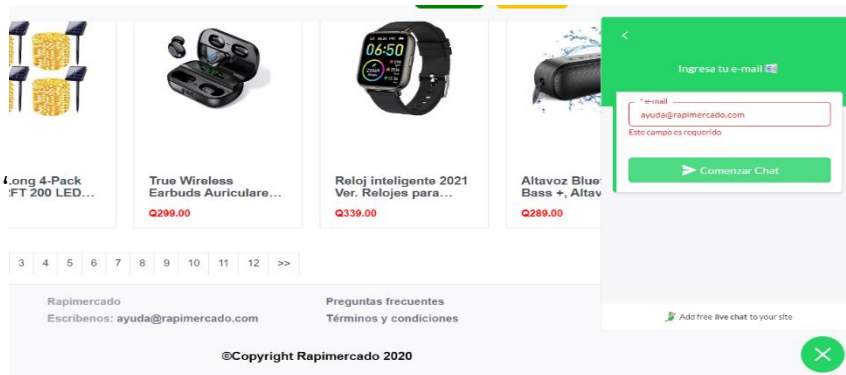 06:50
Long 4-Pack
FT 200 LED...
True Wireless
Earbuds Auriculare...
Q299.00
Reloj inteligente 2021
Ver. Relojes para...
Q339.00
Altavoz Blue
Bass +, Altav
Q289.00
3 4 5 6 7 8 9 10 11 12 >>
Rapimercado
Escribenos: ayuda@rapimercado.com
Preguntas frecuentes
Términos y condiciones
©Copyright Rapimercado 2020
<
Ingresa tu e-mail
* e-mail
ayuda@rapimercado.com
Este campo es requerido
Comenzar Chat
Add free live chat to your site